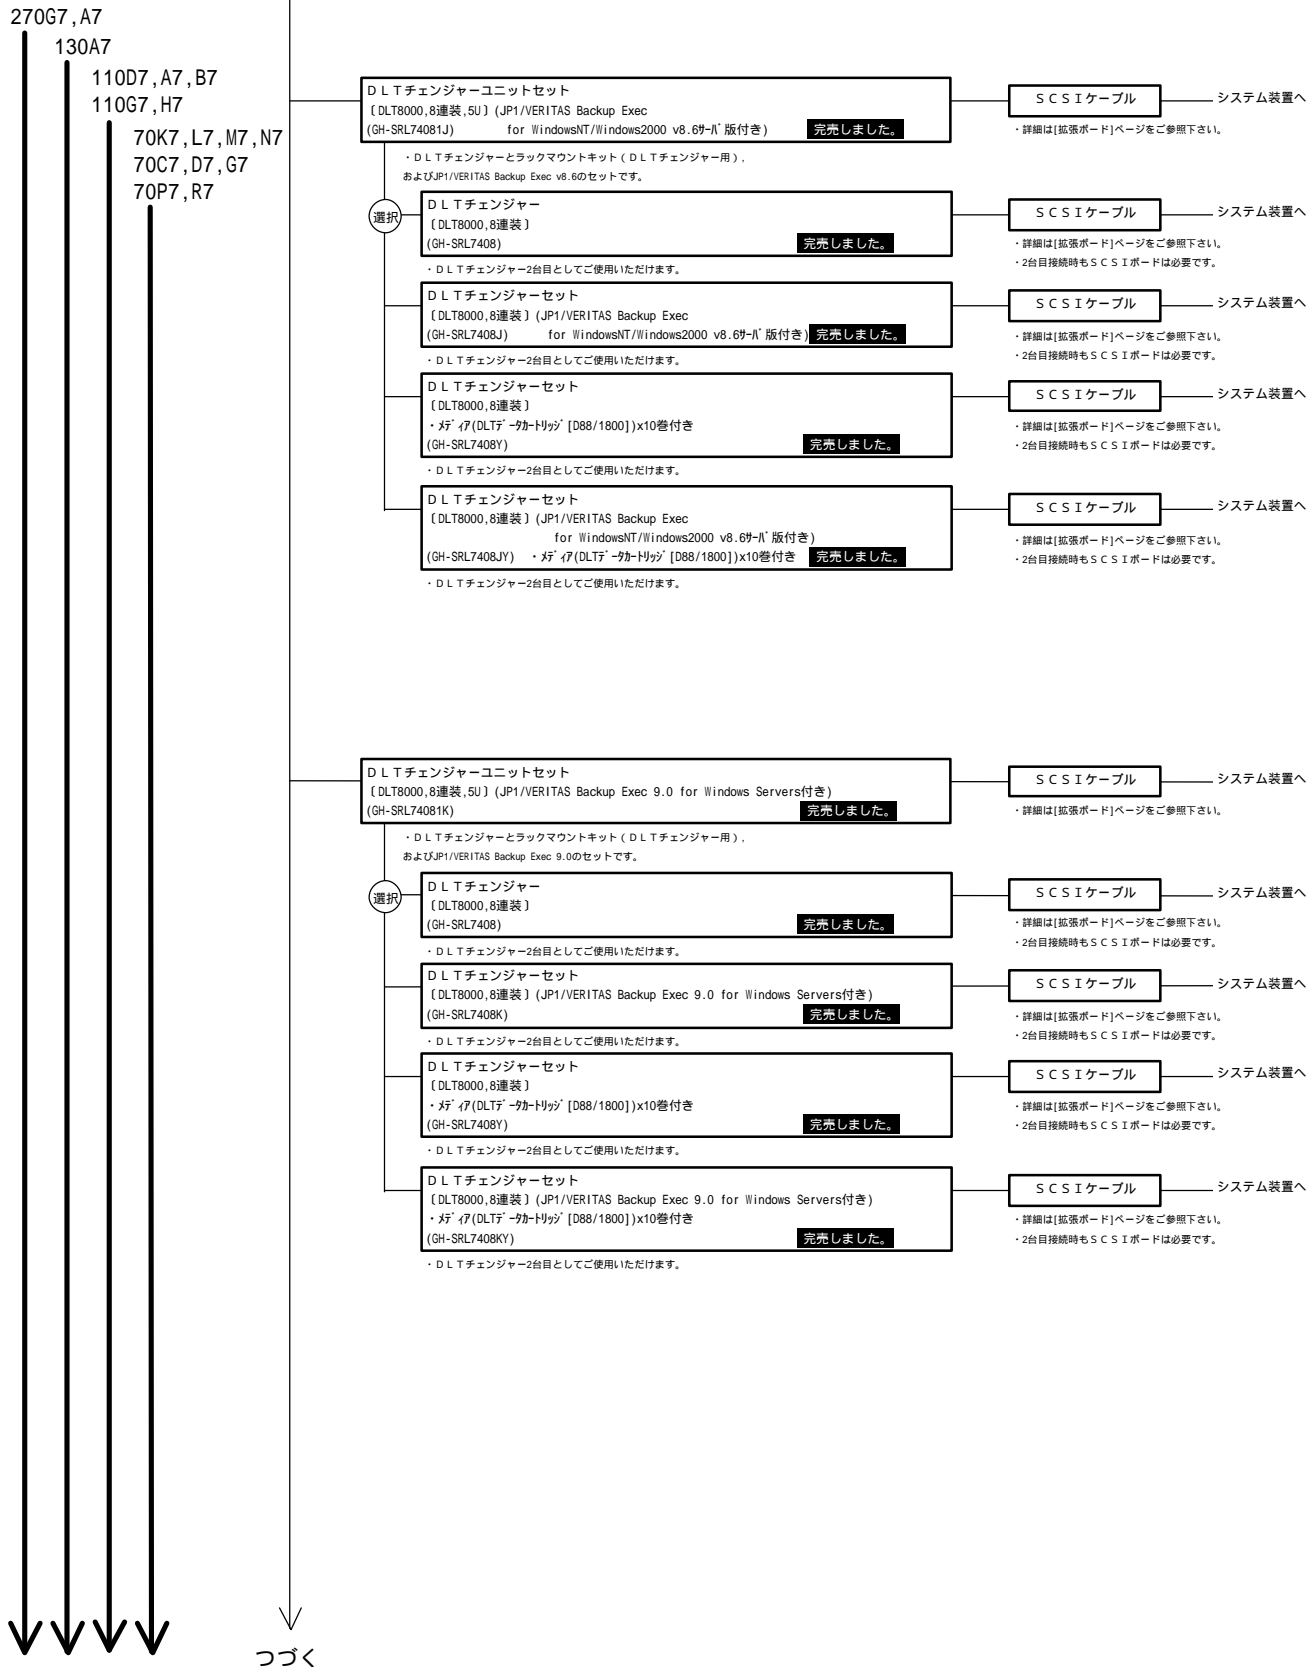 270G7,A7
130A7
110D7,A7,B7
110G7,H7
70K7,L7,M7,N7
70C7,D7,G7
70P7,R7
ＤＬＴチェンジャーユニットセット
〔DLT8000,8連装,5U〕(JP1/VERITAS Backup Exec
(GH-SRL74081J) for WindowsNT/Windows2000 v8.6ｻｰﾊﾞ版付き) 完売しました。
ＳＣＳＩケーブル
システム装置へ
・詳細は[拡張ボード]ページをご参照下さい。
・ＤＬＴチェンジャーとラックマウントキット（ＤＬＴチェンジャー用）,
およびJP1/VERITAS Backup Exec v8.6のセットです。
選択
ＤＬＴチェンジャー
〔DLT8000,8連装〕
(GH-SRL7408) 完売しました。
・ＤＬＴチェンジャー2台目としてご使用いただけます。
ＳＣＳＩケーブル
システム装置へ
・詳細は[拡張ボード]ページをご参照下さい。
・2台目接続時もＳＣＳＩボードは必要です。
ＤＬＴチェンジャーセット
〔DLT8000,8連装〕(JP1/VERITAS Backup Exec
(GH-SRL7408J) for WindowsNT/Windows2000 v8.6ｻｰﾊﾞ版付き) 完売しました。
・ＤＬＴチェンジャー2台目としてご使用いただけます。
ＳＣＳＩケーブル
システム装置へ
・詳細は[拡張ボード]ページをご参照下さい。
・2台目接続時もＳＣＳＩボードは必要です。
ＤＬＴチェンジャーセット
〔DLT8000,8連装〕
・ﾒﾃﾞｨｱ(DLTﾃﾞｰﾀｶｰﾄﾘｯｼﾞ[D88/1800])x10巻付き
(GH-SRL7408Y) 完売しました。
・ＤＬＴチェンジャー2台目としてご使用いただけます。
ＳＣＳＩケーブル
システム装置へ
・詳細は[拡張ボード]ページをご参照下さい。
・2台目接続時もＳＣＳＩボードは必要です。
ＤＬＴチェンジャーセット
〔DLT8000,8連装〕(JP1/VERITAS Backup Exec
for WindowsNT/Windows2000 v8.6ｻｰﾊﾞ版付き)
(GH-SRL7408JY) ・ﾒﾃﾞｨｱ(DLTﾃﾞｰﾀｶｰﾄﾘｯｼﾞ[D88/1800])x10巻付き 完売しました。
・ＤＬＴチェンジャー2台目としてご使用いただけます。
ＳＣＳＩケーブル
システム装置へ
・詳細は[拡張ボード]ページをご参照下さい。
・2台目接続時もＳＣＳＩボードは必要です。
ＤＬＴチェンジャーユニットセット
〔DLT8000,8連装,5U〕(JP1/VERITAS Backup Exec 9.0 for Windows Servers付き)
(GH-SRL74081K) 完売しました。
ＳＣＳＩケーブル
システム装置へ
・詳細は[拡張ボード]ページをご参照下さい。
・ＤＬＴチェンジャーとラックマウントキット（ＤＬＴチェンジャー用）,
およびJP1/VERITAS Backup Exec 9.0のセットです。
選択
ＤＬＴチェンジャー
〔DLT8000,8連装〕
(GH-SRL7408) 完売しました。
・ＤＬＴチェンジャー2台目としてご使用いただけます。
ＳＣＳＩケーブル
システム装置へ
・詳細は[拡張ボード]ページをご参照下さい。
・2台目接続時もＳＣＳＩボードは必要です。
ＤＬＴチェンジャーセット
〔DLT8000,8連装〕(JP1/VERITAS Backup Exec 9.0 for Windows Servers付き)
(GH-SRL7408K) 完売しました。
・ＤＬＴチェンジャー2台目としてご使用いただけます。
ＳＣＳＩケーブル
システム装置へ
・詳細は[拡張ボード]ページをご参照下さい。
・2台目接続時もＳＣＳＩボードは必要です。
ＤＬＴチェンジャーセット
〔DLT8000,8連装〕
・ﾒﾃﾞｨｱ(DLTﾃﾞｰﾀｶｰﾄﾘｯｼﾞ[D88/1800])x10巻付き
(GH-SRL7408Y) 完売しました。
・ＤＬＴチェンジャー2台目としてご使用いただけます。
ＳＣＳＩケーブル
システム装置へ
・詳細は[拡張ボード]ページをご参照下さい。
・2台目接続時もＳＣＳＩボードは必要です。
ＤＬＴチェンジャーセット
〔DLT8000,8連装〕(JP1/VERITAS Backup Exec 9.0 for Windows Servers付き)
・ﾒﾃﾞｨｱ(DLTﾃﾞｰﾀｶｰﾄﾘｯｼﾞ[D88/1800])x10巻付き
(GH-SRL7408KY) 完売しました。
・ＤＬＴチェンジャー2台目としてご使用いただけます。
ＳＣＳＩケーブル
システム装置へ
・詳細は[拡張ボード]ページをご参照下さい。
・2台目接続時もＳＣＳＩボードは必要です。
つづく